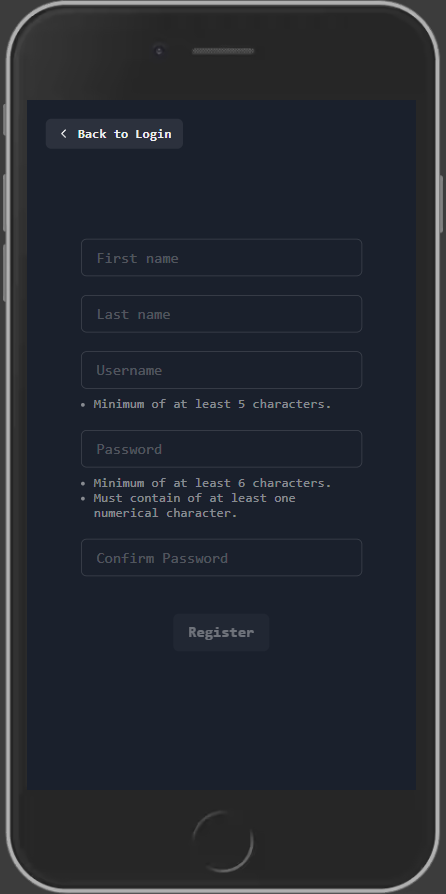 Back to Login
First name
Last name
Username
• Minimum of at least 5 characters.
Password
• Minimum of at least 6 characters.
• Must contain of at least one
numerical character.
Confirm Password
Register